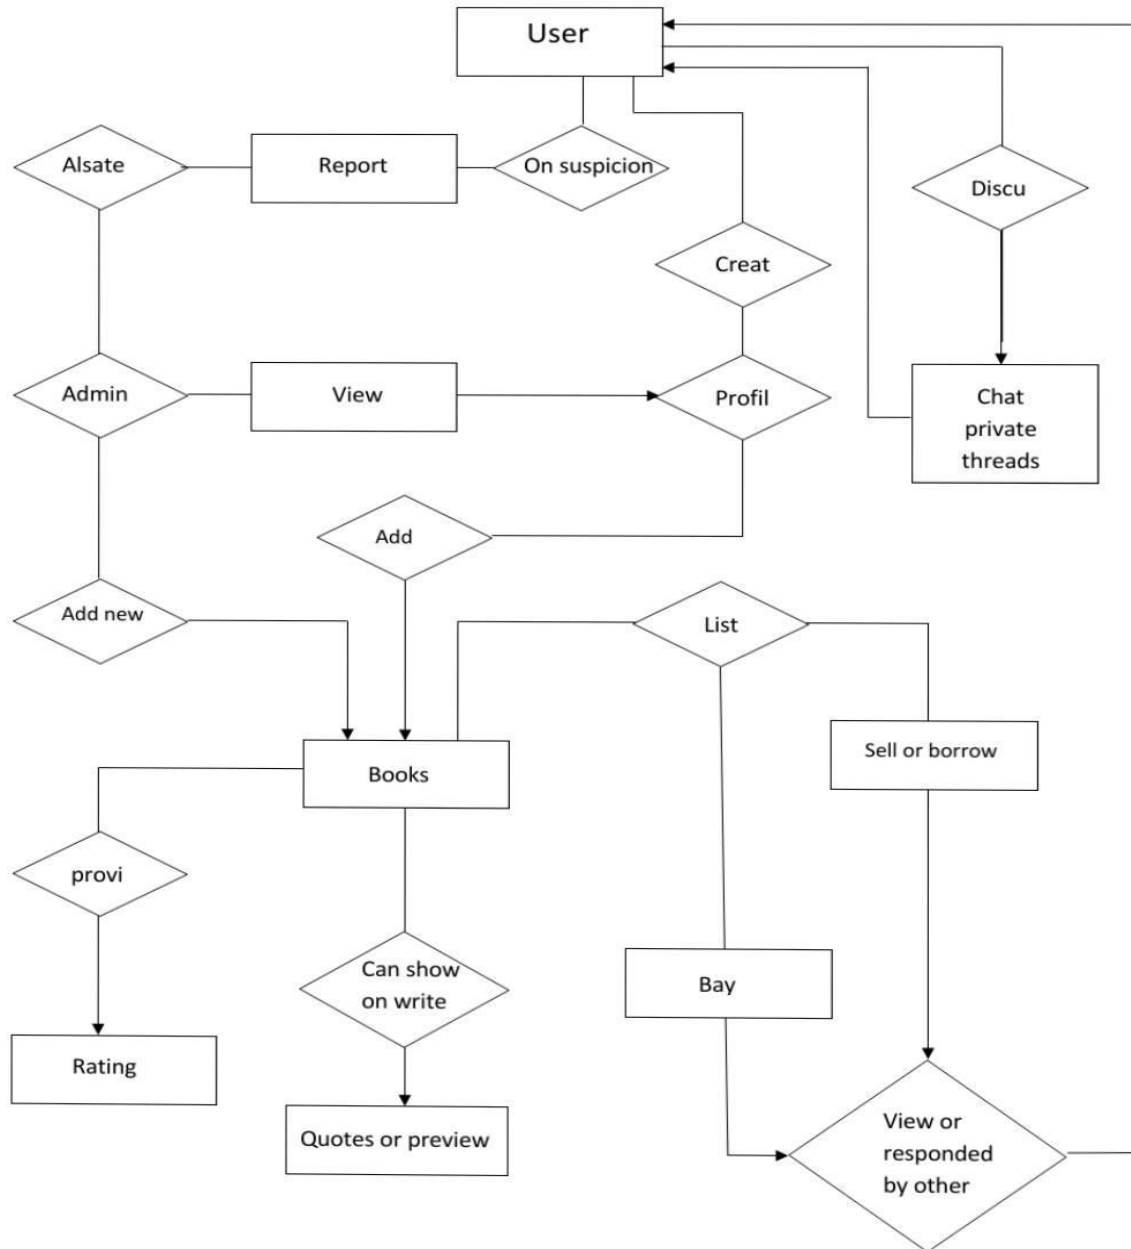 User
Alsate
Report
On suspicion
Discu
Creat
Admin
View
Profil
Chat
private
threads
Add
Add new
List
Sell or borrow
Books
provi
Can show
on write
Bay
Rating
Quotes or preview
View or
responded
by other